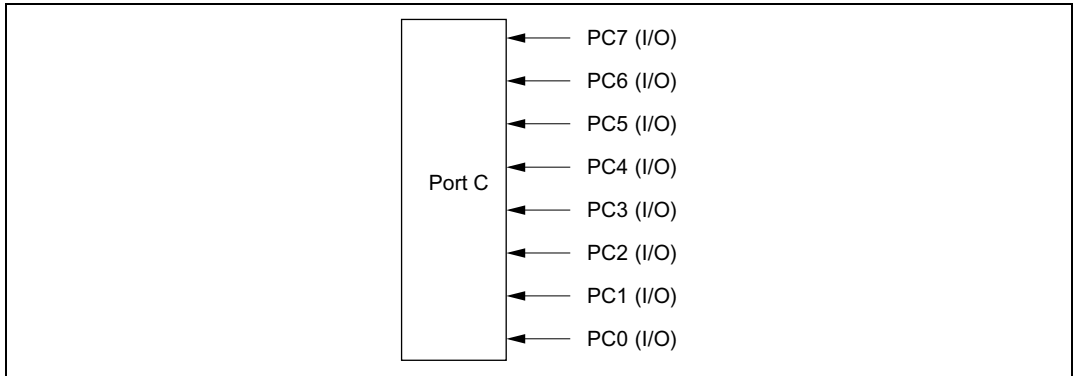 PC7 (I/O)
PC6 (I/O)
PC5 (I/O)
PC4 (I/O)
Port C
PC3 (I/O)
PC2 (I/O)
PC1 (I/O)
PC0 (I/O)